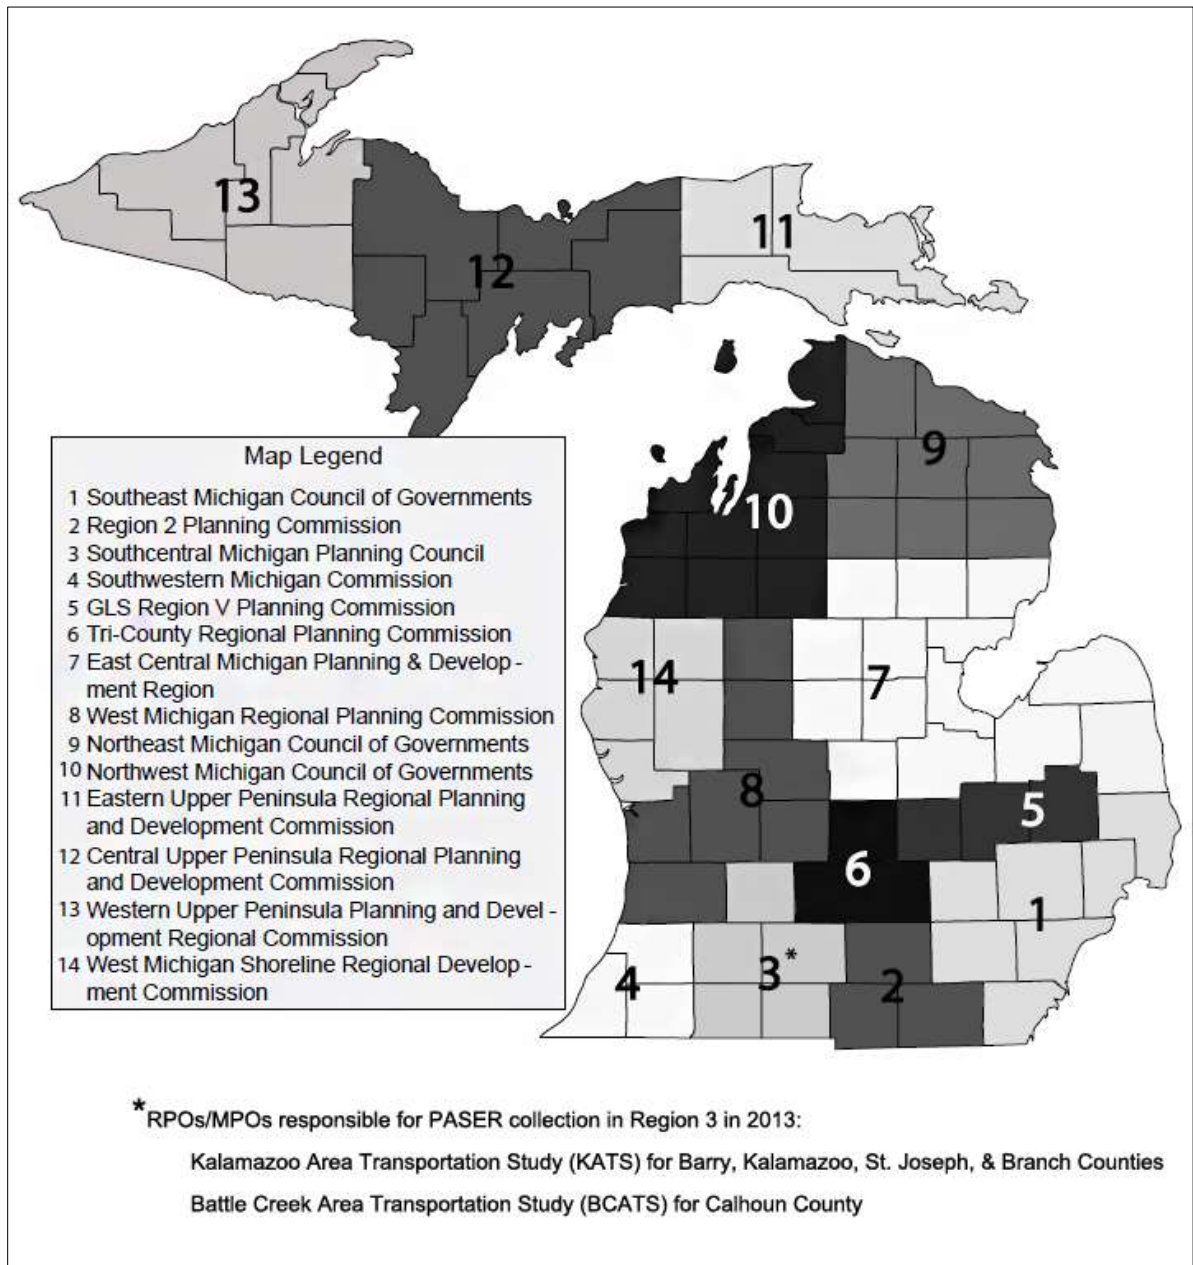 13
11
12
9
10
14
7
8
5
6
1
3*
4
2
Map Legend
1 Southeast Michigan Council of Governments
2 Region 2 Planning Commission
3 Southcentral Michigan Planning Council
4 Southwestern Michigan Commission
5 GLS Region V Planning Commission
6 Tri-County Regional Planning Commission
7 East Central Michigan Planning & Develop-
ment Region
8 West Michigan Regional Planning Commission
9 Northeast Michigan Council of Governments
10 Northwest Michigan Council of Governments
11 Eastern Upper Peninsula Regional Planning
and Development Commission
12 Central Upper Peninsula Regional Planning
and Development Commission
13 Western Upper Peninsula Planning and Devel-
opment Regional Commission
14 West Michigan Shoreline Regional Develop-
ment Commission
*RPOs/MPOs responsible for PASER collection in Region 3 in 2013:
Kalamazoo Area Transportation Study (KATS) for Barry, Kalamazoo, St. Joseph, & Branch Counties
Battle Creek Area Transportation Study (BCATS) for Calhoun County